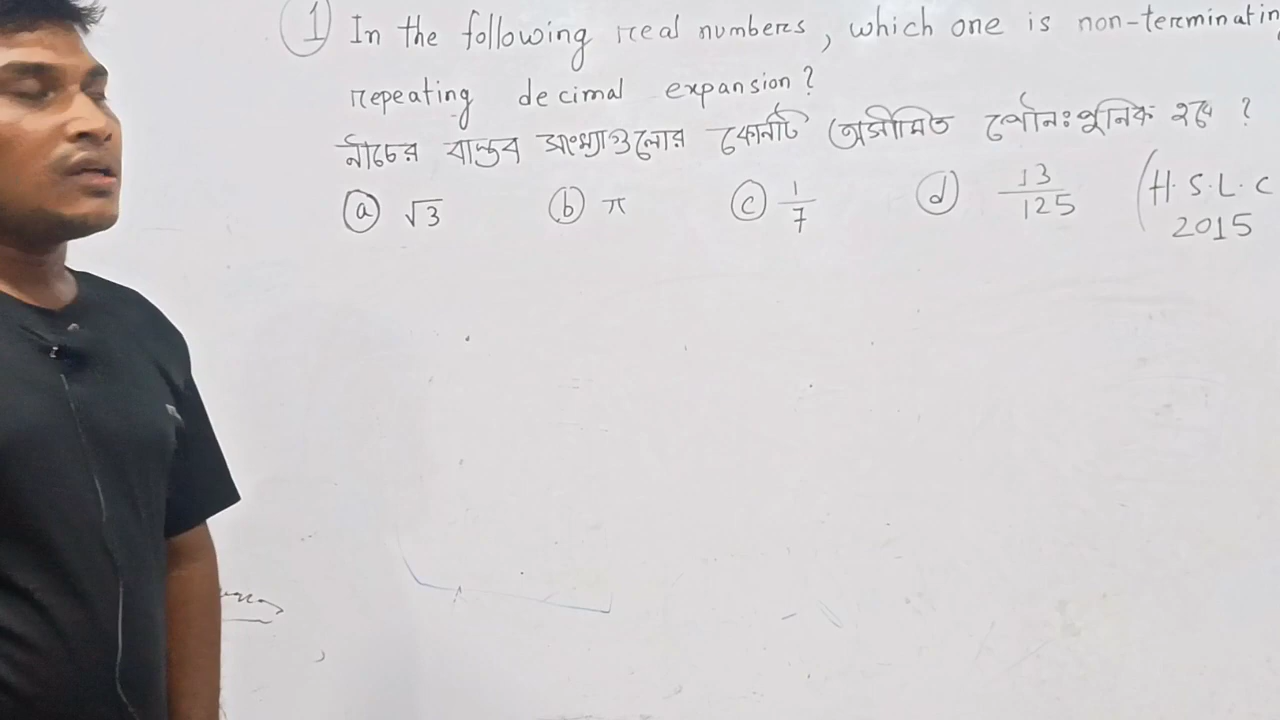 ① In the following real numbers, which one is non-terminatin
repeating decimal expansion?
নীচের বাস্তব সংখ্যাগুলোর কোনটি অসীমিত পৌনঃপুনিক হবে ?
ⓐ √3 ⓑ π ⓒ 1/7 ⓓ 13/125 (H.S.L.C
2015